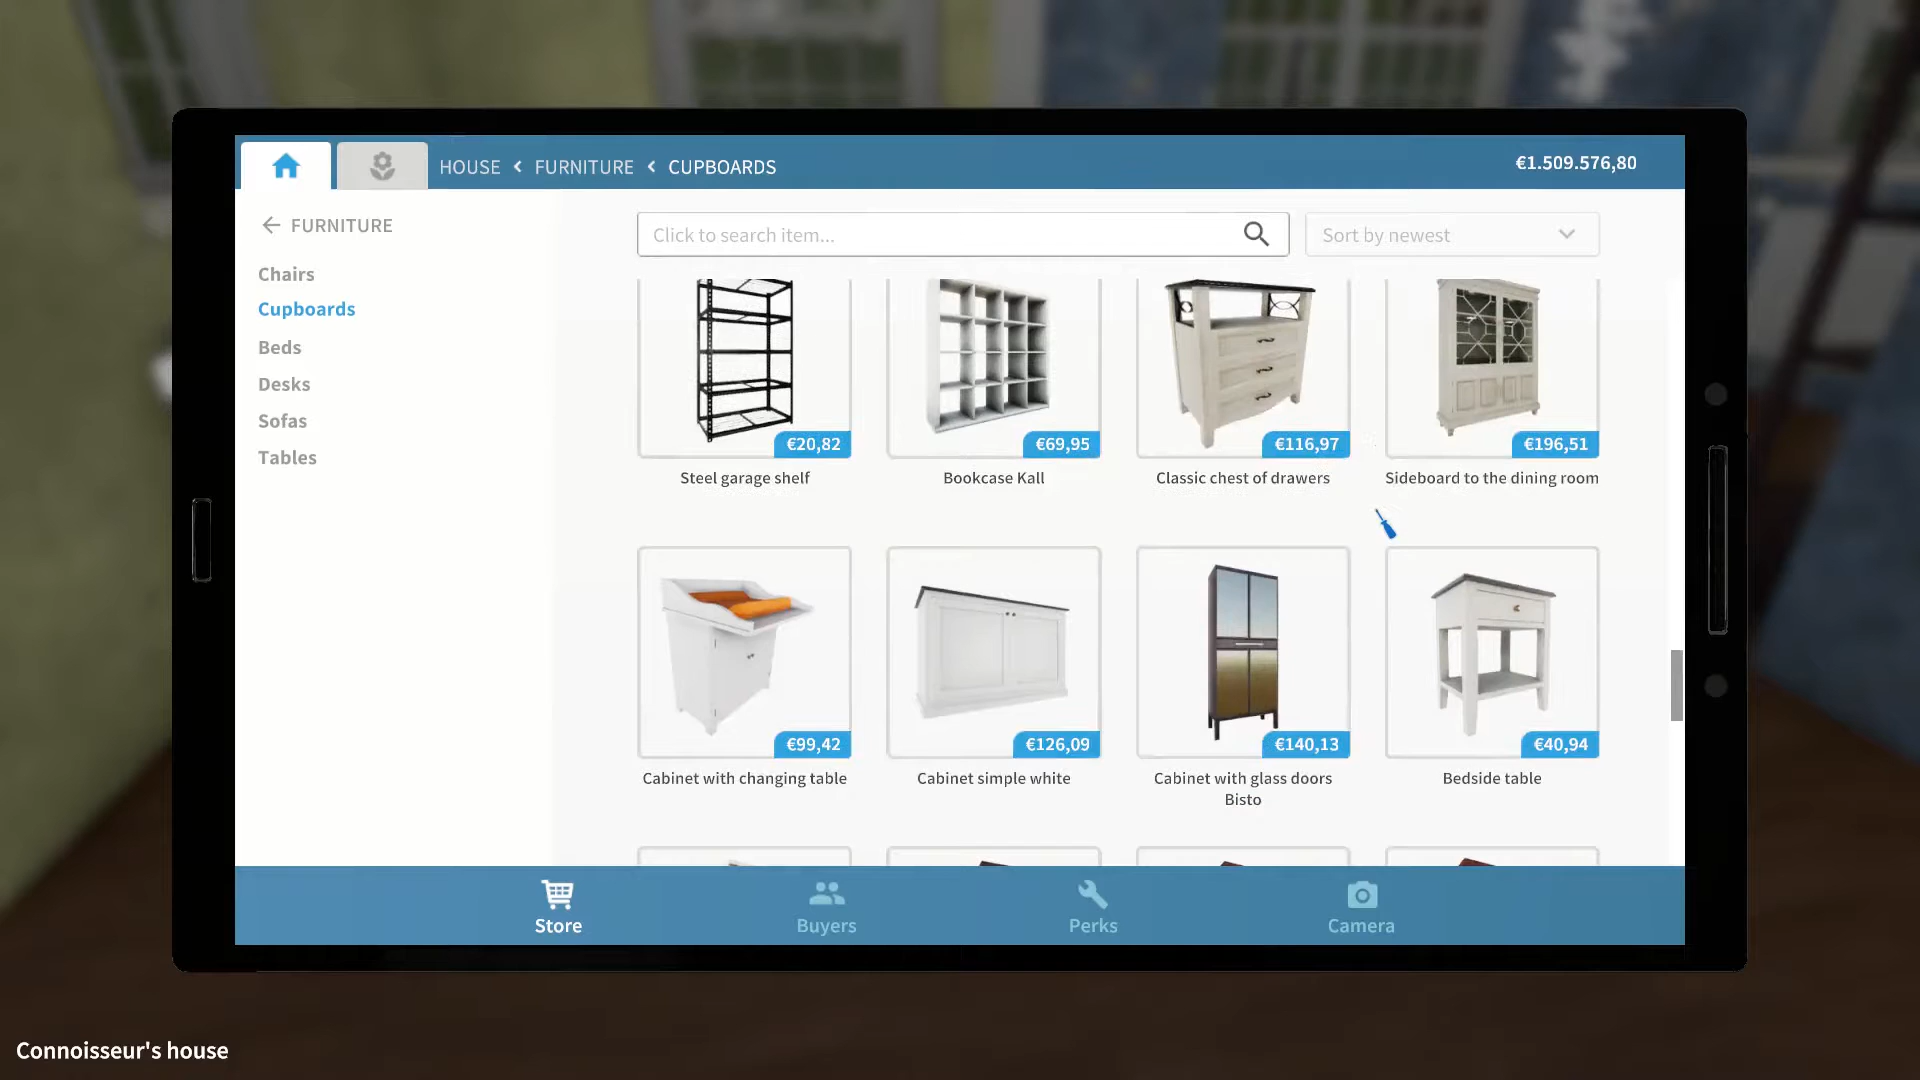 HOUSE < FURNITURE < CUPBOARDS
€1.509.576,80
FURNITURE
Click to search item...
Sort by newest
Chairs
Cupboards
Beds
Desks
Sofas
Tables
€20,82
€69,95
€116,97
€196,51
Steel garage shelf
Bookcase Kall
Classic chest of drawers
Sideboard to the dining room
€99,42
€126,09
€140,13
€40,94
Cabinet with changing table
Cabinet simple white
Cabinet with glass doors
Bisto
Bedside table
Store
Buyers
Perks
Camera
Connoisseur's house